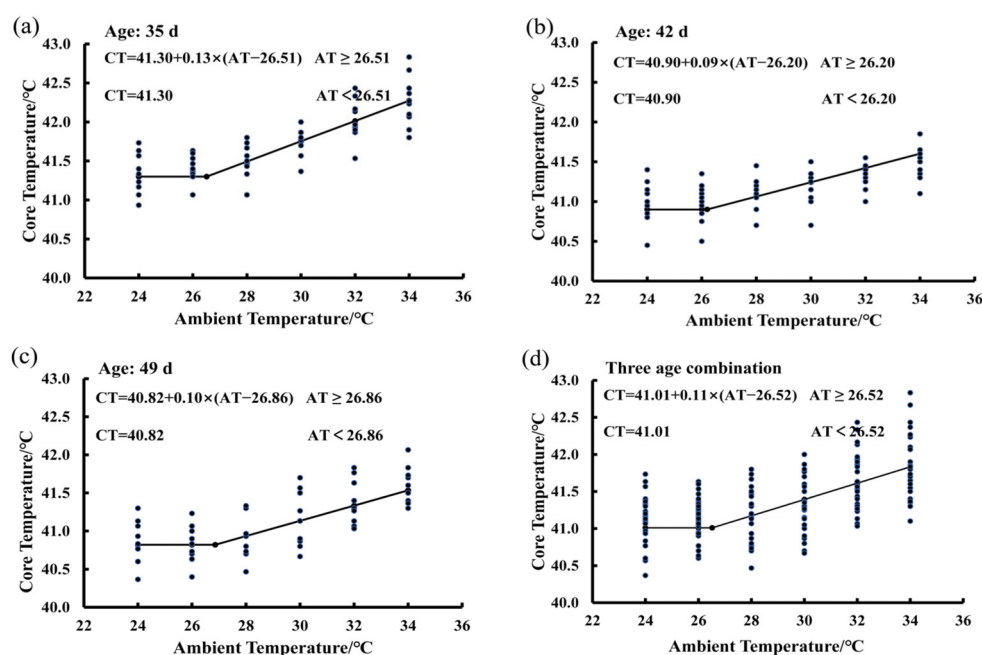 (a)
Age: 35 d
CT=41.30+0.13×(AT−26.51) AT ≥ 26.51
CT=41.30 AT < 26.51
Core Temperature/°C
43.0
42.5
42.0
41.5
41.0
40.5
40.0
22 24 26 28 30 32 34 36
Ambient Temperature/°C
(b)
Age: 42 d
CT=40.90+0.09×(AT−26.20) AT ≥ 26.20
CT=40.90 AT < 26.20
Core Temperature/°C
43.0
42.5
42.0
41.5
41.0
40.5
40.0
22 24 26 28 30 32 34 36
Ambient Temperature/°C
(c)
Age: 49 d
CT=40.82+0.10×(AT−26.86) AT ≥ 26.86
CT=40.82 AT < 26.86
Core Temperature/°C
43.0
42.5
42.0
41.5
41.0
40.5
40.0
22 24 26 28 30 32 34 36
Ambient Temperature/°C
(d)
Three age combination
CT=41.01+0.11×(AT−26.52) AT ≥ 26.52
CT=41.01 AT < 26.52
Core Temperature/°C
43.0
42.5
42.0
41.5
41.0
40.5
40.0
22 24 26 28 30 32 34 36
Ambient Temperature/°C